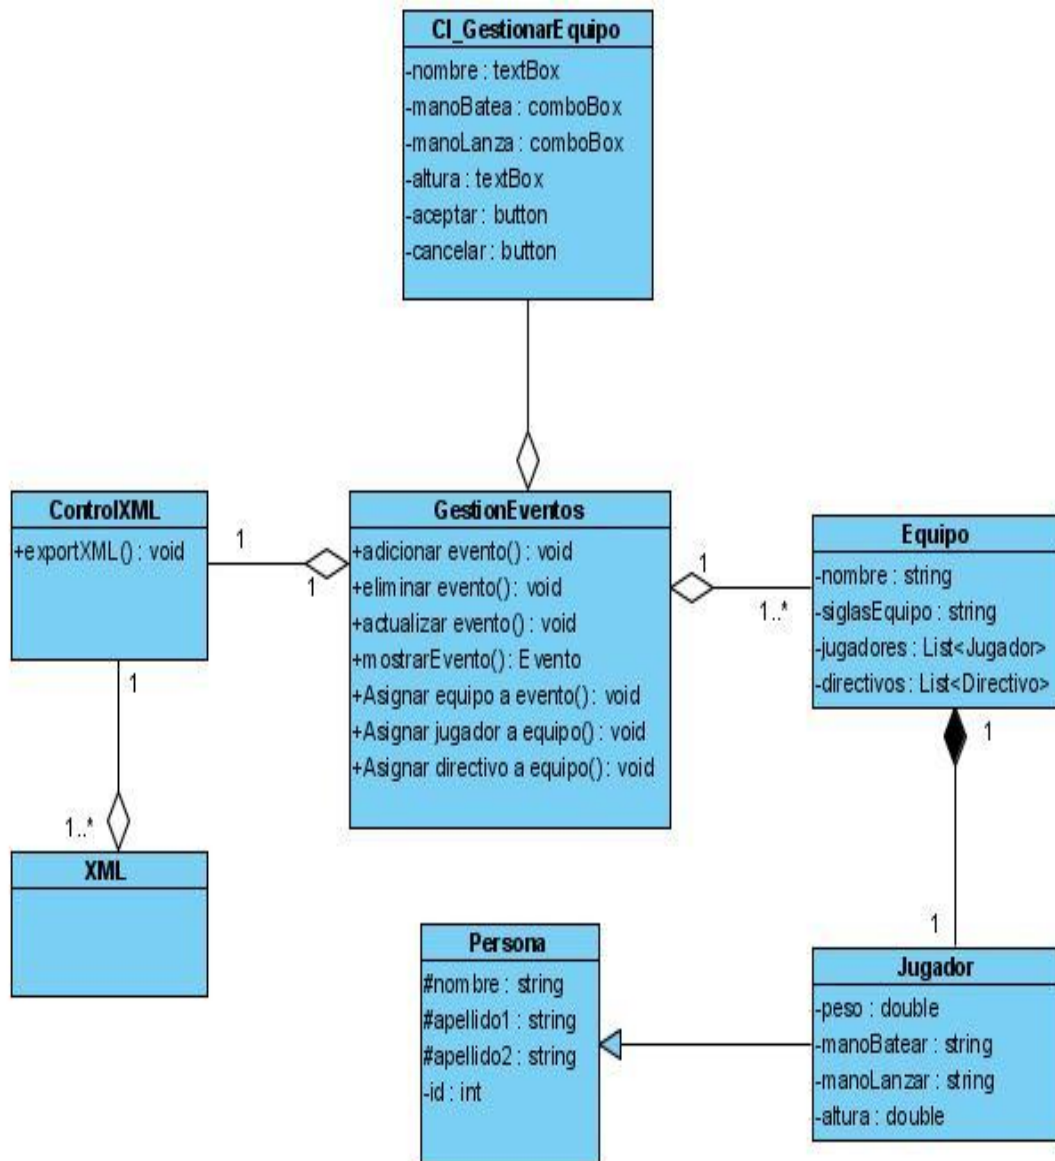 CI_GestionarEquipo
-nombre : textBox
-manoBatea : comboBox
-manoLanza : comboBox
-altura : textBox
-aceptar : button
-cancelar : button
ControlXML
+exportXML() : void
1
1
GestionEventos
+adicionar evento() : void
+eliminar evento() : void
+actualizar evento() : void
+mostrarEvento() : Evento
+Asignar equipo a evento() : void
+Asignar jugador a equipo() : void
+Asignar directivo a equipo() : void
1
1..*
Equipo
-nombre : string
-siglasEquipo : string
-jugadores : List<Jugador>
-directivos : List<Directivo>
1
1..*
XML
1
1
Persona
#nombre : string
#apellido1 : string
#apellido2 : string
-id : int
Jugador
-peso : double
-manoBatear : string
-manoLanzar : string
-altura : double